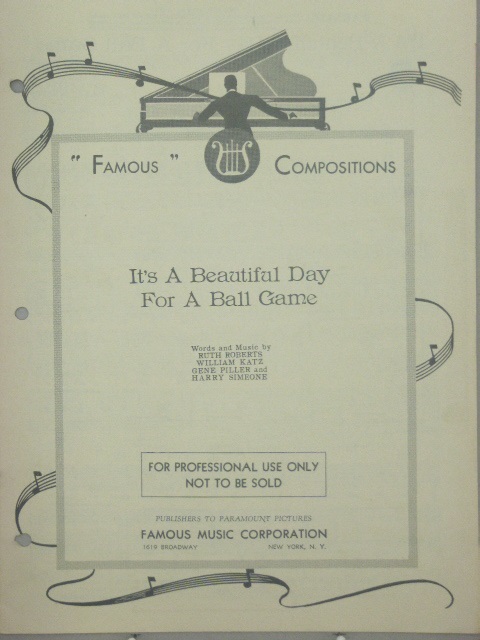 " FAMOUS " COMPOSITIONS
It's A Beautiful Day
For A Ball Game
Words and Music by
RUTH ROBERTS
WILLIAM KATZ
GENE PILLER and
HARRY SIMEONE
FOR PROFESSIONAL USE ONLY
NOT TO BE SOLD
PUBLISHERS TO PARAMOUNT PICTURES
FAMOUS MUSIC CORPORATION
1619 BROADWAY NEW YORK, N. Y.